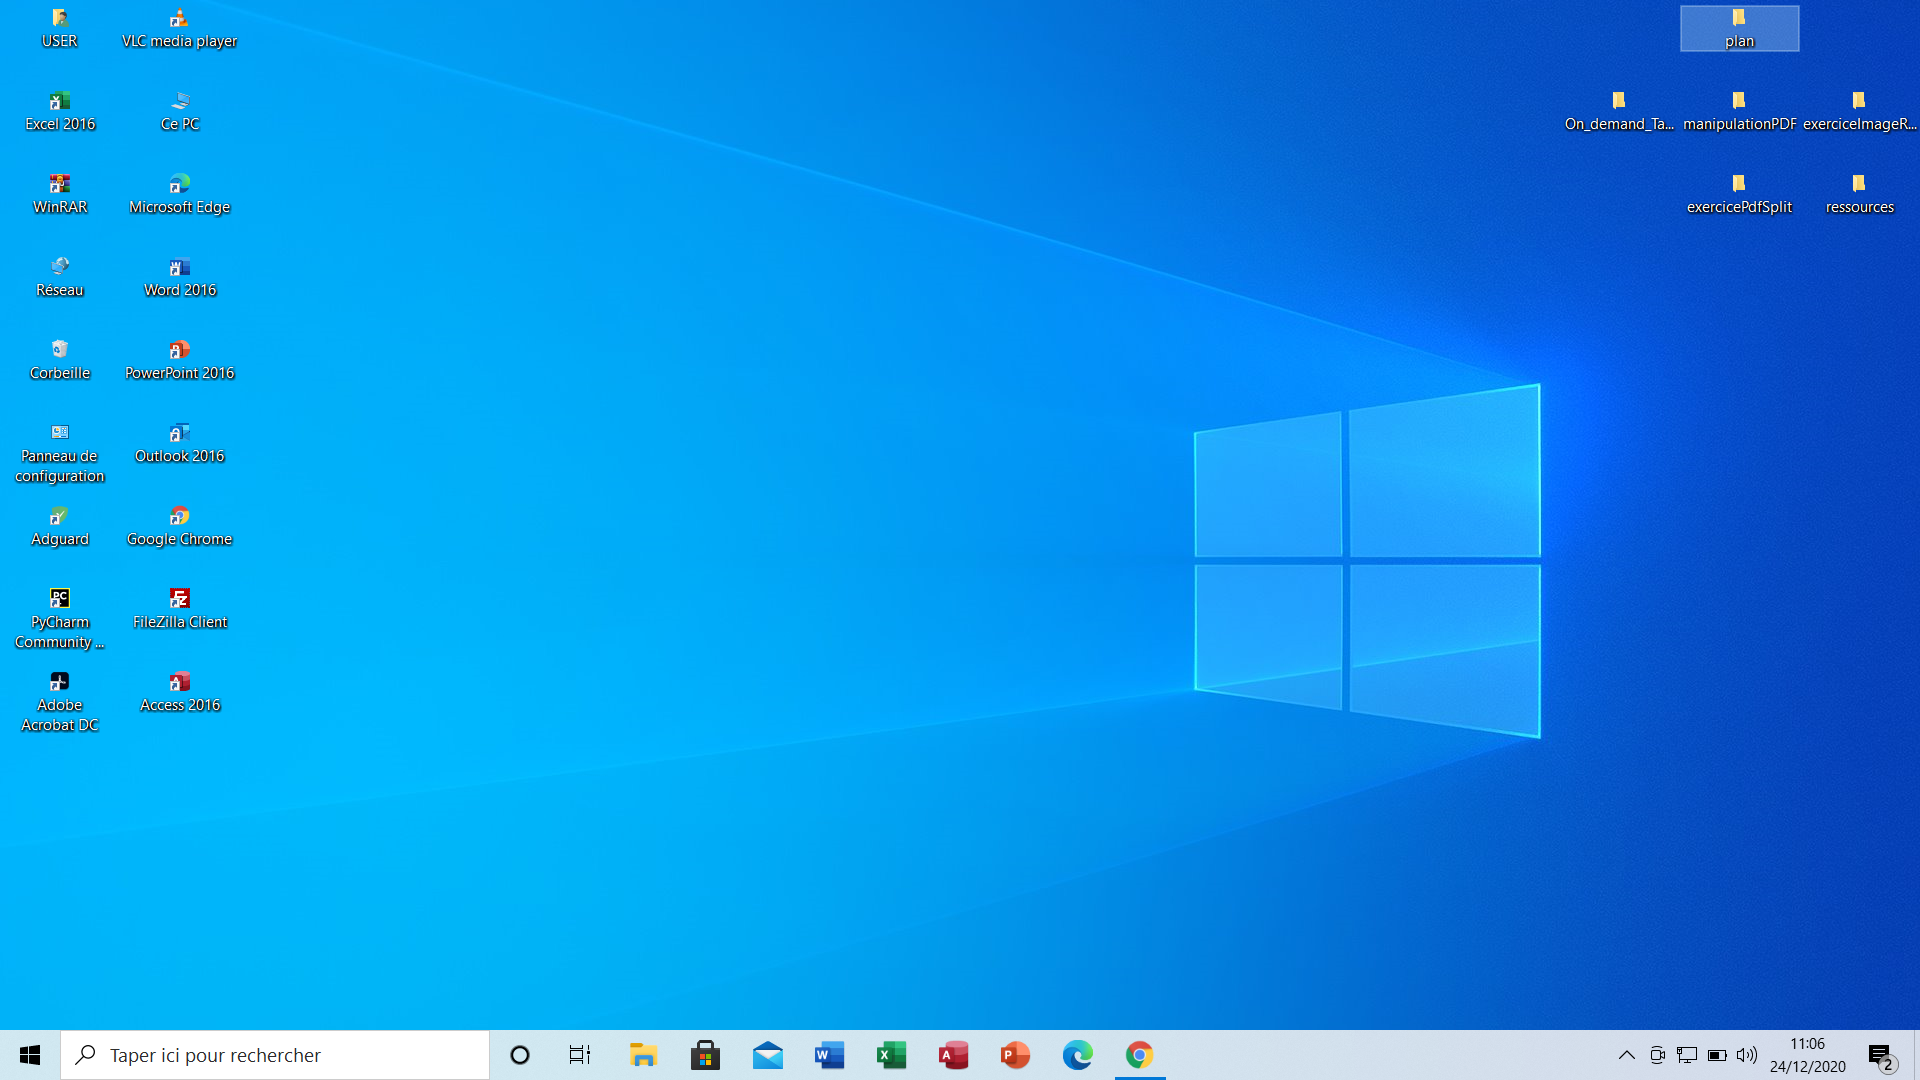 USER
VLC media player
plan
Excel 2016
Ce PC
On_demand_Ta...
manipulationPDF
exerciceImageR...
WinRAR
Microsoft Edge
exercicePdfSplit
ressources
Réseau
Word 2016
Corbeille
PowerPoint 2016
Panneau de
configuration
Outlook 2016
Adguard
Google Chrome
PyCharm
Community ...
FileZilla Client
Adobe
Acrobat DC
Access 2016
Taper ici pour rechercher
11:06
24/12/2020
2